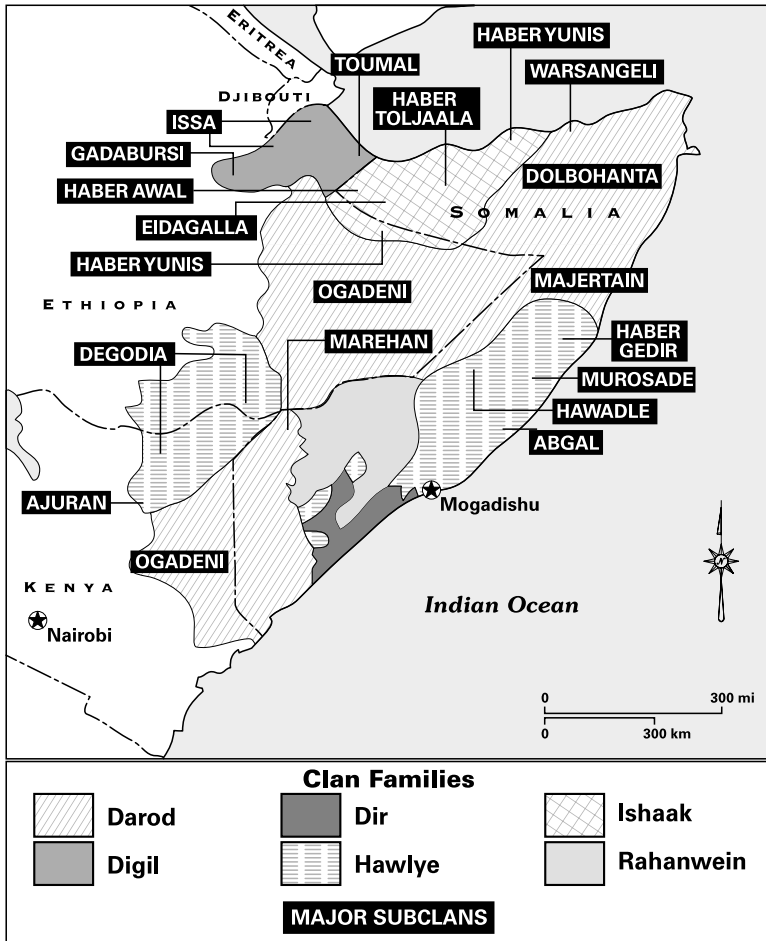 HABER YUNIS
ERITREA
TOUMAL
WARSANGELI
DJIBOUTI
HABER
TOLJAALA
ISSA
GADABURSI
DOLBOHANTA
HABER AWAL
SOMALIA
EIDAGALLA
HABER YUNIS
OGADENI
MAJERTAIN
ETHIOPIA
MAREHAN
HABER
GEDIR
DEGODIA
MUROSADE
HAWADLE
ABGAL
AJURAN
Mogadishu
OGADENI
N
KENYA
Indian Ocean
Nairobi
0 300 mi
0 300 km
Clan Families
Darod Dir Ishaak
Digil Hawlye Rahanwein
MAJOR SUBCLANS